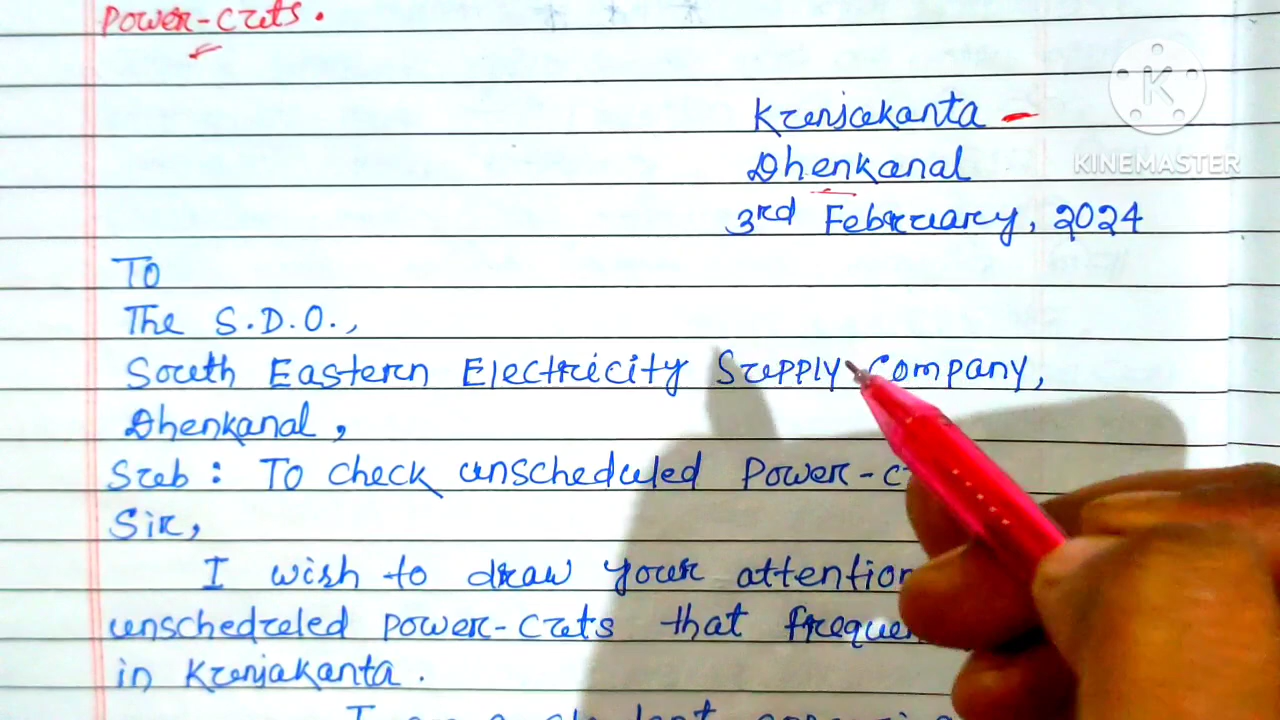 Power-cuts.
Kunjakanta
Dhenkanal
3rd February, 2024
KINEMASTER
To
The S.D.O.,
South Eastern Electricity Supply Company,
Dhenkanal,
Sub : To check unscheduled power-c
Sir,
I wish to draw your attention
unscheduled power-cuts that freque
in Kunjakanta.